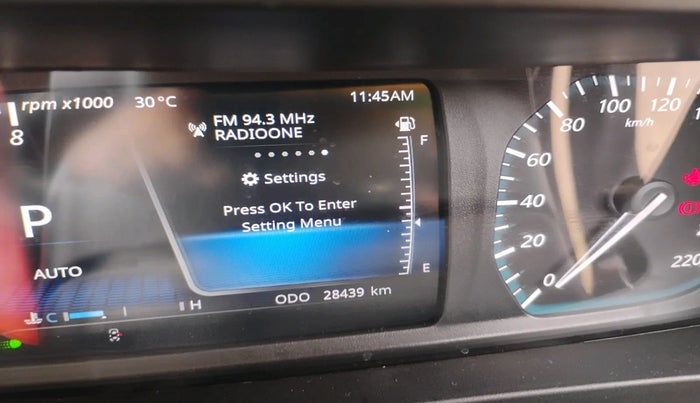 rpm x1000
30°C
11:45AM
8
FM 94.3 MHz
RADIOONE
F
Settings
Press OK To Enter
Setting Menu
P
AUTO
E
C
H
ODO 28439 km
0
20
40
60
80
100
120
km/h
220